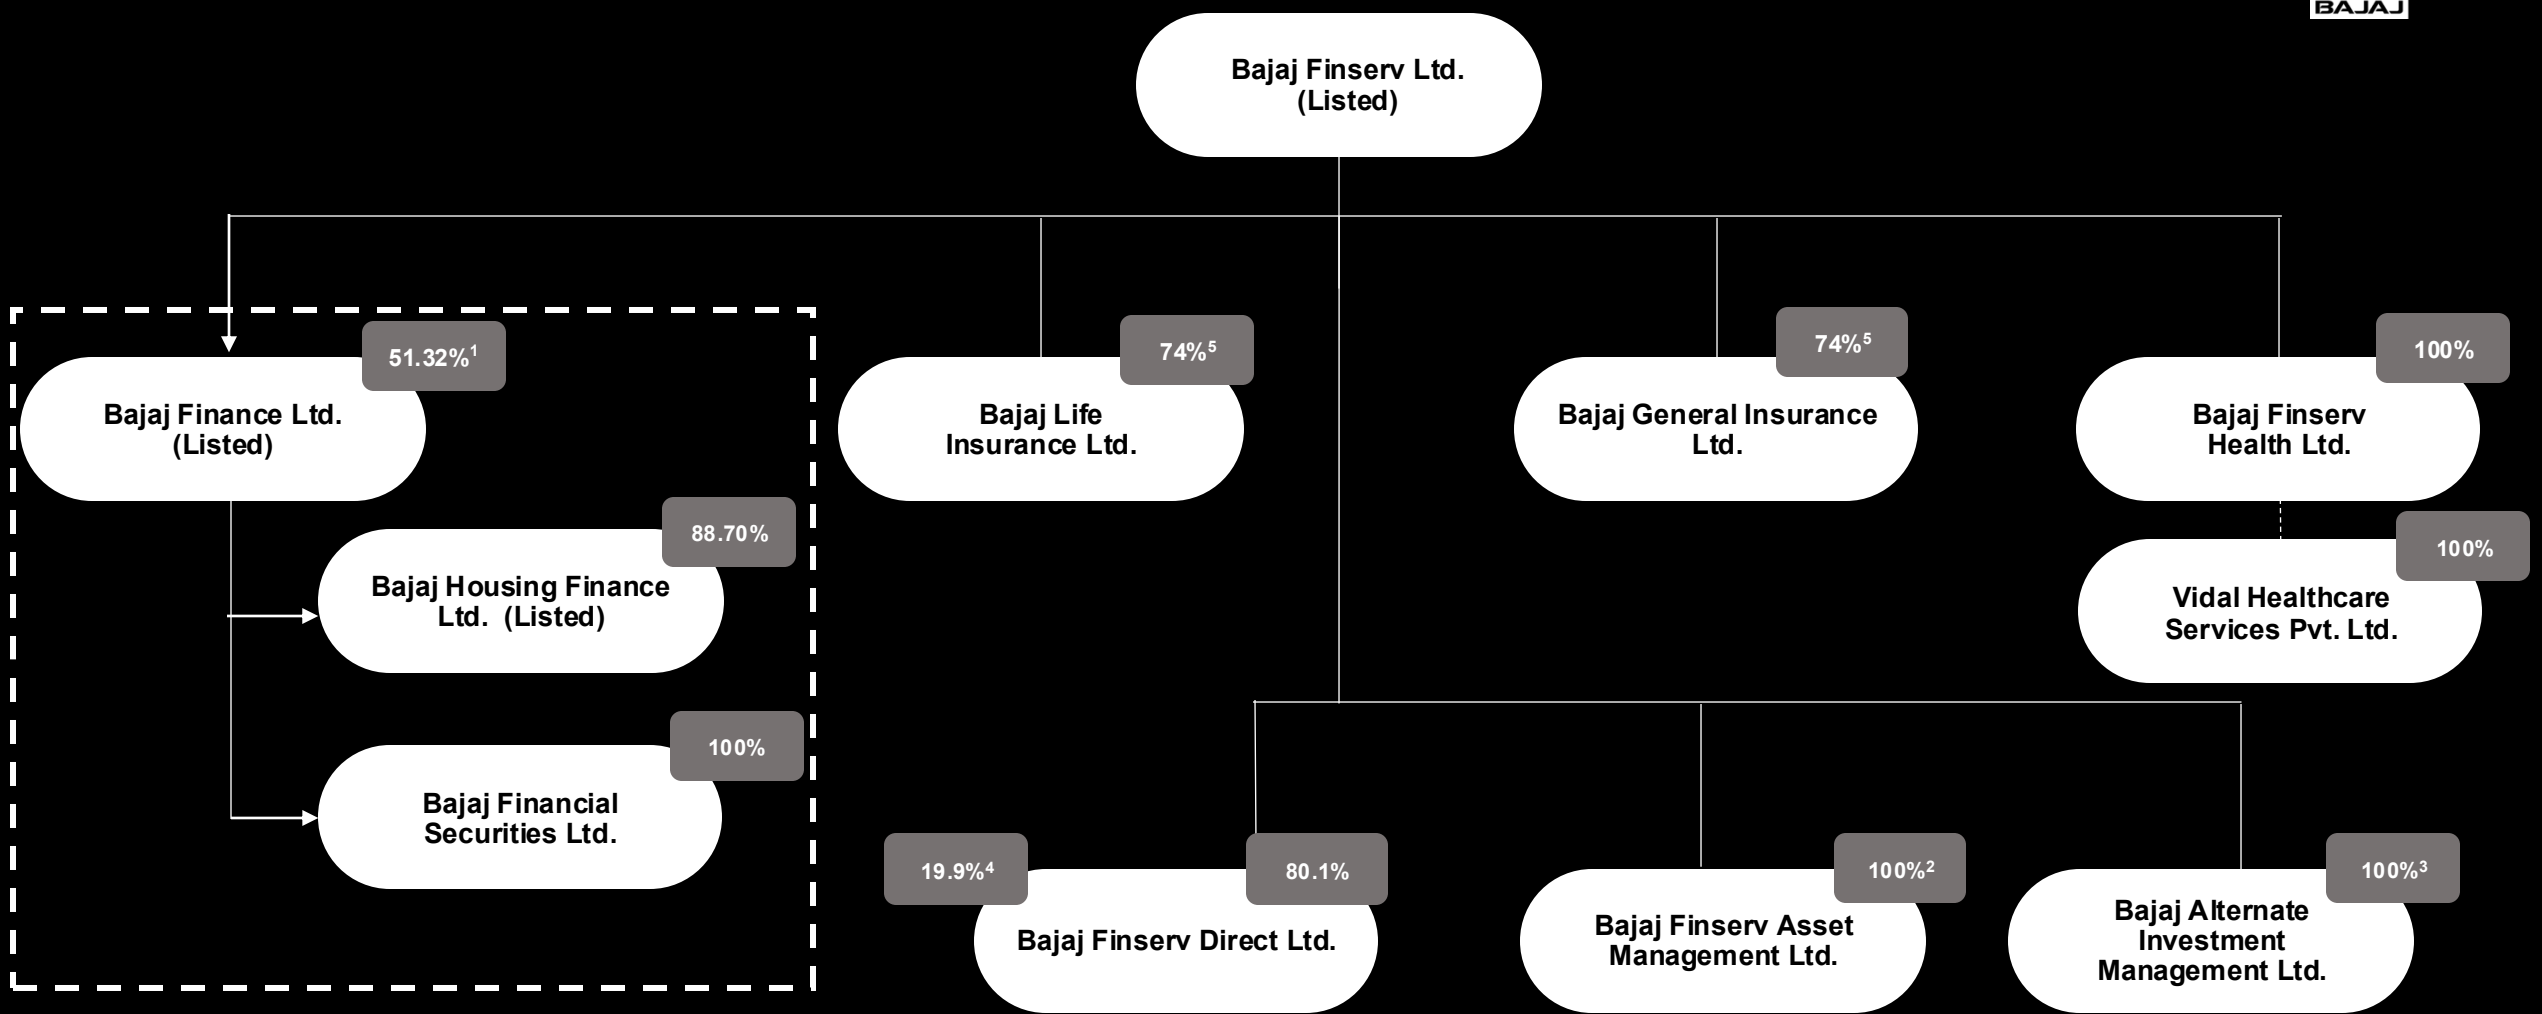 BAJAJ
Bajaj Finserv Ltd.
(Listed)
51.32%¹
Bajaj Finance Ltd.
(Listed)
74%⁵
Bajaj Life
Insurance Ltd.
74%⁵
Bajaj General Insurance
Ltd.
100%
Bajaj Finserv
Health Ltd.
88.70%
Bajaj Housing Finance
Ltd. (Listed)
100%
Vidal Healthcare
Services Pvt. Ltd.
100%
Bajaj Financial
Securities Ltd.
19.9%⁴
80.1%
Bajaj Finserv Direct Ltd.
100%²
Bajaj Finserv Asset
Management Ltd.
100%³
Bajaj Alternate
Investment
Management Ltd.